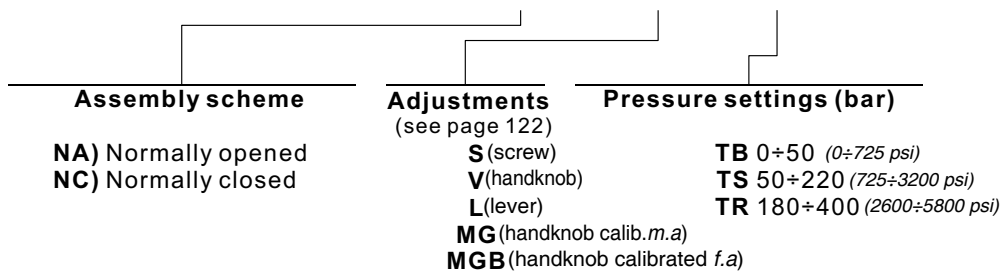 Assembly scheme
NA) Normally opened
NC) Normally closed
Adjustments
(see page 122)
S (screw)
V (handknob)
L (lever)
MG (handknob calib.m.a)
MGB (handknob calibrated f.a)
Pressure settings (bar)
TB 0÷50 (0÷725 psi)
TS 50÷220 (725÷3200 psi)
TR 180÷400 (2600÷5800 psi)